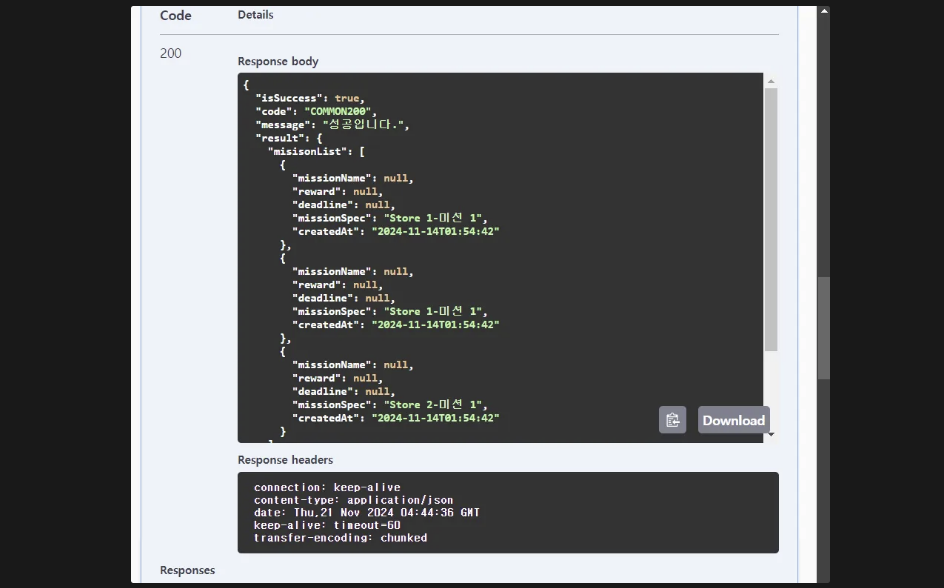 Code Details
200
Response body
{
"isSuccess": true,
"code": "COMMON200",
"message": "성공입니다.",
"result": {
"misisonList": [
{
"missionName": null,
"reward": null,
"deadline": null,
"missionSpec": "Store 1-미션 1",
"createdAt": "2024-11-14T01:54:42"
},
{
"missionName": null,
"reward": null,
"deadline": null,
"missionSpec": "Store 1-미션 1",
"createdAt": "2024-11-14T01:54:42"
},
{
"missionName": null,
"reward": null,
"deadline": null,
"missionSpec": "Store 2-미션 1",
"createdAt": "2024-11-14T01:54:42"
}
Download
Response headers
connection: keep-alive
content-type: application/json
date: Thu,21 Nov 2024 04:44:36 GMT
keep-alive: timeout=60
transfer-encoding: chunked
Responses